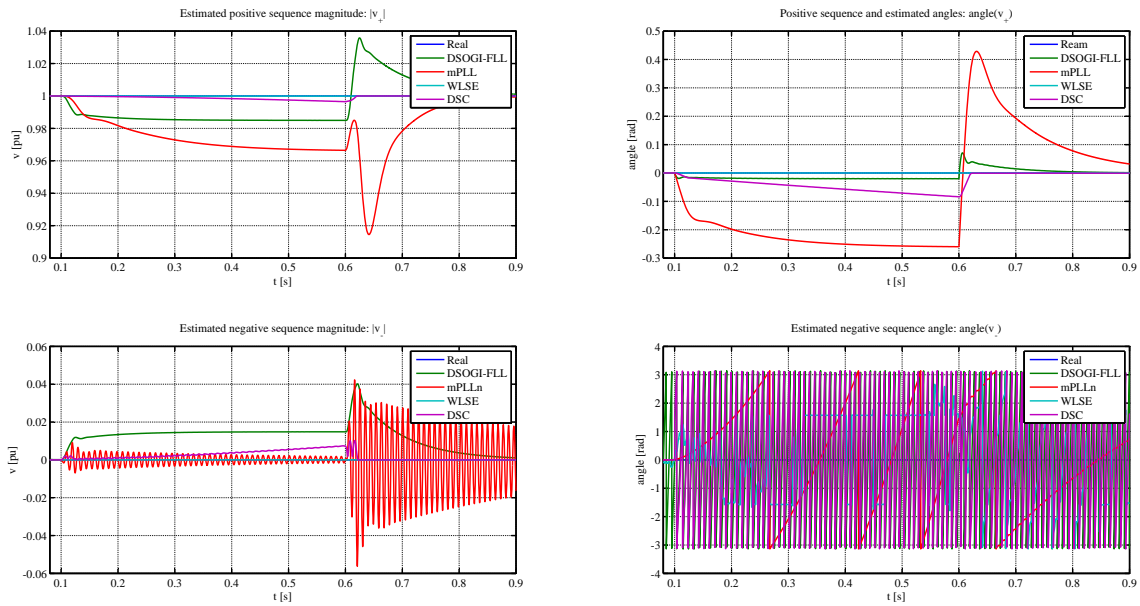 Estimated positive sequence magnitude: |v+|
1.04
1.02
1
0.98
0.96
0.94
0.92
0.9
v [pu]
0.1 0.2 0.3 0.4 0.5 0.6 0.7 0.8 0.9
t [s]
Real
DSOGI-FLL
mPLL
WLSE
DSC
Positive sequence and estimated angles: angle(v+)
0.5
0.4
0.3
0.2
0.1
0
-0.1
-0.2
-0.3
angle [rad]
0.1 0.2 0.3 0.4 0.5 0.6 0.7 0.8 0.9
t [s]
Ream
DSOGI-FLL
mPLL
WLSE
DSC
Estimated negative sequence magnitude: |v-|
0.06
0.04
0.02
0
-0.02
-0.04
-0.06
v [pu]
0.1 0.2 0.3 0.4 0.5 0.6 0.7 0.8 0.9
t [s]
Real
DSOGI-FLL
mPLLn
WLSE
DSC
Estimated negative sequence angle: angle(v-)
4
3
2
1
0
-1
-2
-3
-4
angle [rad]
0.1 0.2 0.3 0.4 0.5 0.6 0.7 0.8 0.9
t [s]
Real
DSOGI-FLL
mPLLn
WLSE
DSC